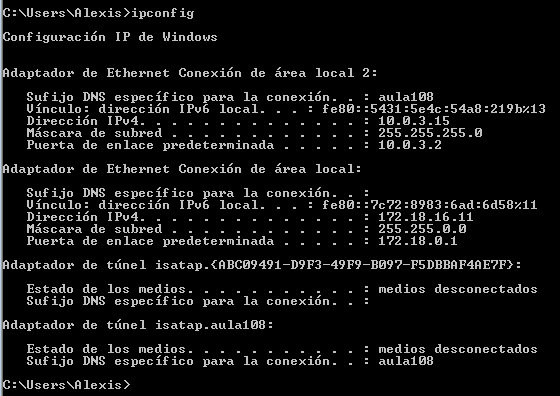 C:\Users\Alexis>ipconfig
Configuración IP de Windows
Adaptador de Ethernet Conexión de área local 2:
Sufijo DNS específico para la conexión. . : aula108
Vínculo: dirección IPv6 local. . . : fe80::5431:5e4c:54a8:219b%13
Dirección IPv4. . . . . . . . . . . . . . : 10.0.3.15
Máscara de subred . . . . . . . . . . . . : 255.255.255.0
Puerta de enlace predeterminada . . . . . : 10.0.3.2
Adaptador de Ethernet Conexión de área local:
Sufijo DNS específico para la conexión. . :
Vínculo: dirección IPv6 local. . . : fe80::7c72:8983:6ad:6d58%11
Dirección IPv4. . . . . . . . . . . . . . : 172.18.16.11
Máscara de subred . . . . . . . . . . . . : 255.255.0.0
Puerta de enlace predeterminada . . . . . : 172.18.0.1
Adaptador de túnel isatap.{ABC09491-D9F3-49F9-B097-F5DBBAF4AE7F}:
Estado de los medios. . . . . . . . . . . : medios desconectados
Sufijo DNS específico para la conexión. . :
Adaptador de túnel isatap.aula108:
Estado de los medios. . . . . . . . . . . : medios desconectados
Sufijo DNS específico para la conexión. . : aula108
C:\Users\Alexis>